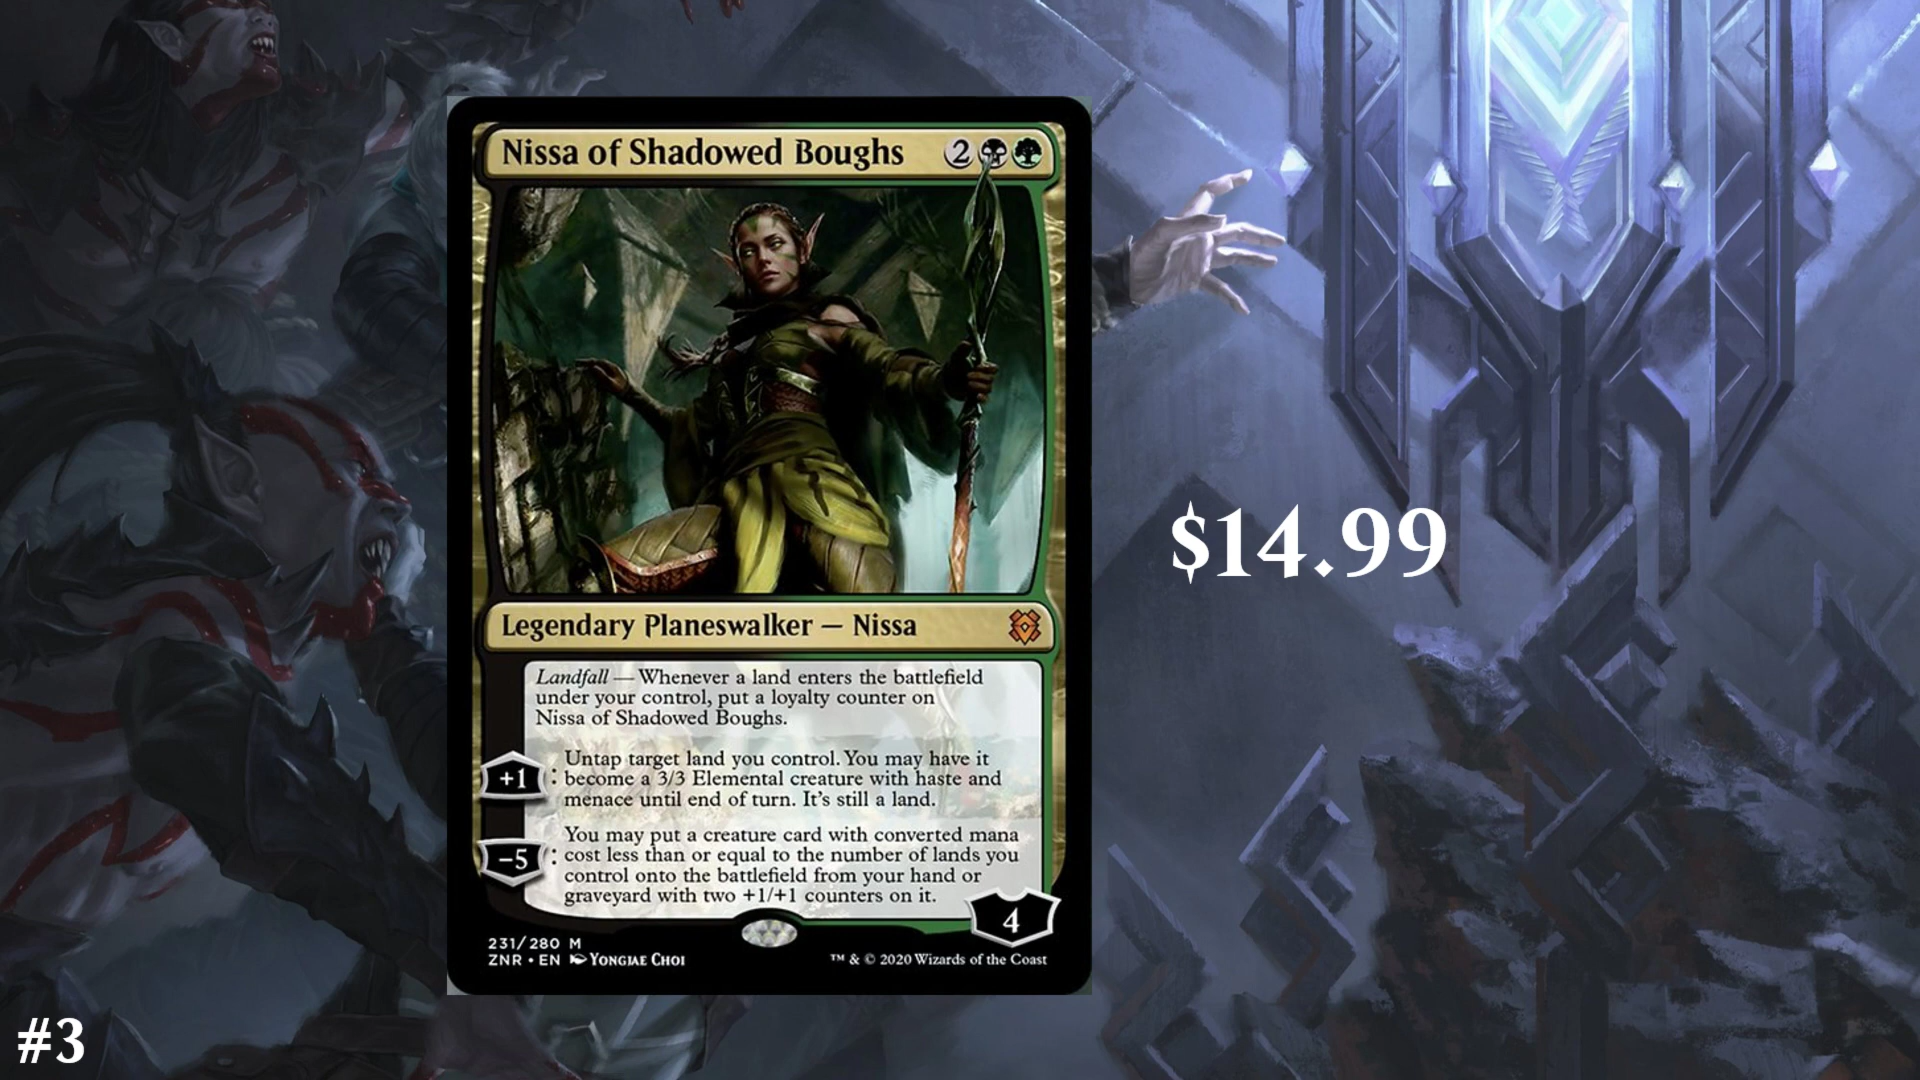 Nissa of Shadowed Boughs 2
$14.99
Legendary Planeswalker — Nissa
Landfall — Whenever a land enters the battlefield
under your control, put a loyalty counter on
Nissa of Shadowed Boughs.
+1 : Untap target land you control. You may have it
become a 3/3 Elemental creature with haste and
menace until end of turn. It's still a land.
−5 : You may put a creature card with converted mana
cost less than or equal to the number of lands you
control onto the battlefield from your hand or
graveyard with two +1/+1 counters on it.
4
231/280 M
ZNR • EN Yongjae Choi
™ & © 2020 Wizards of the Coast
#3